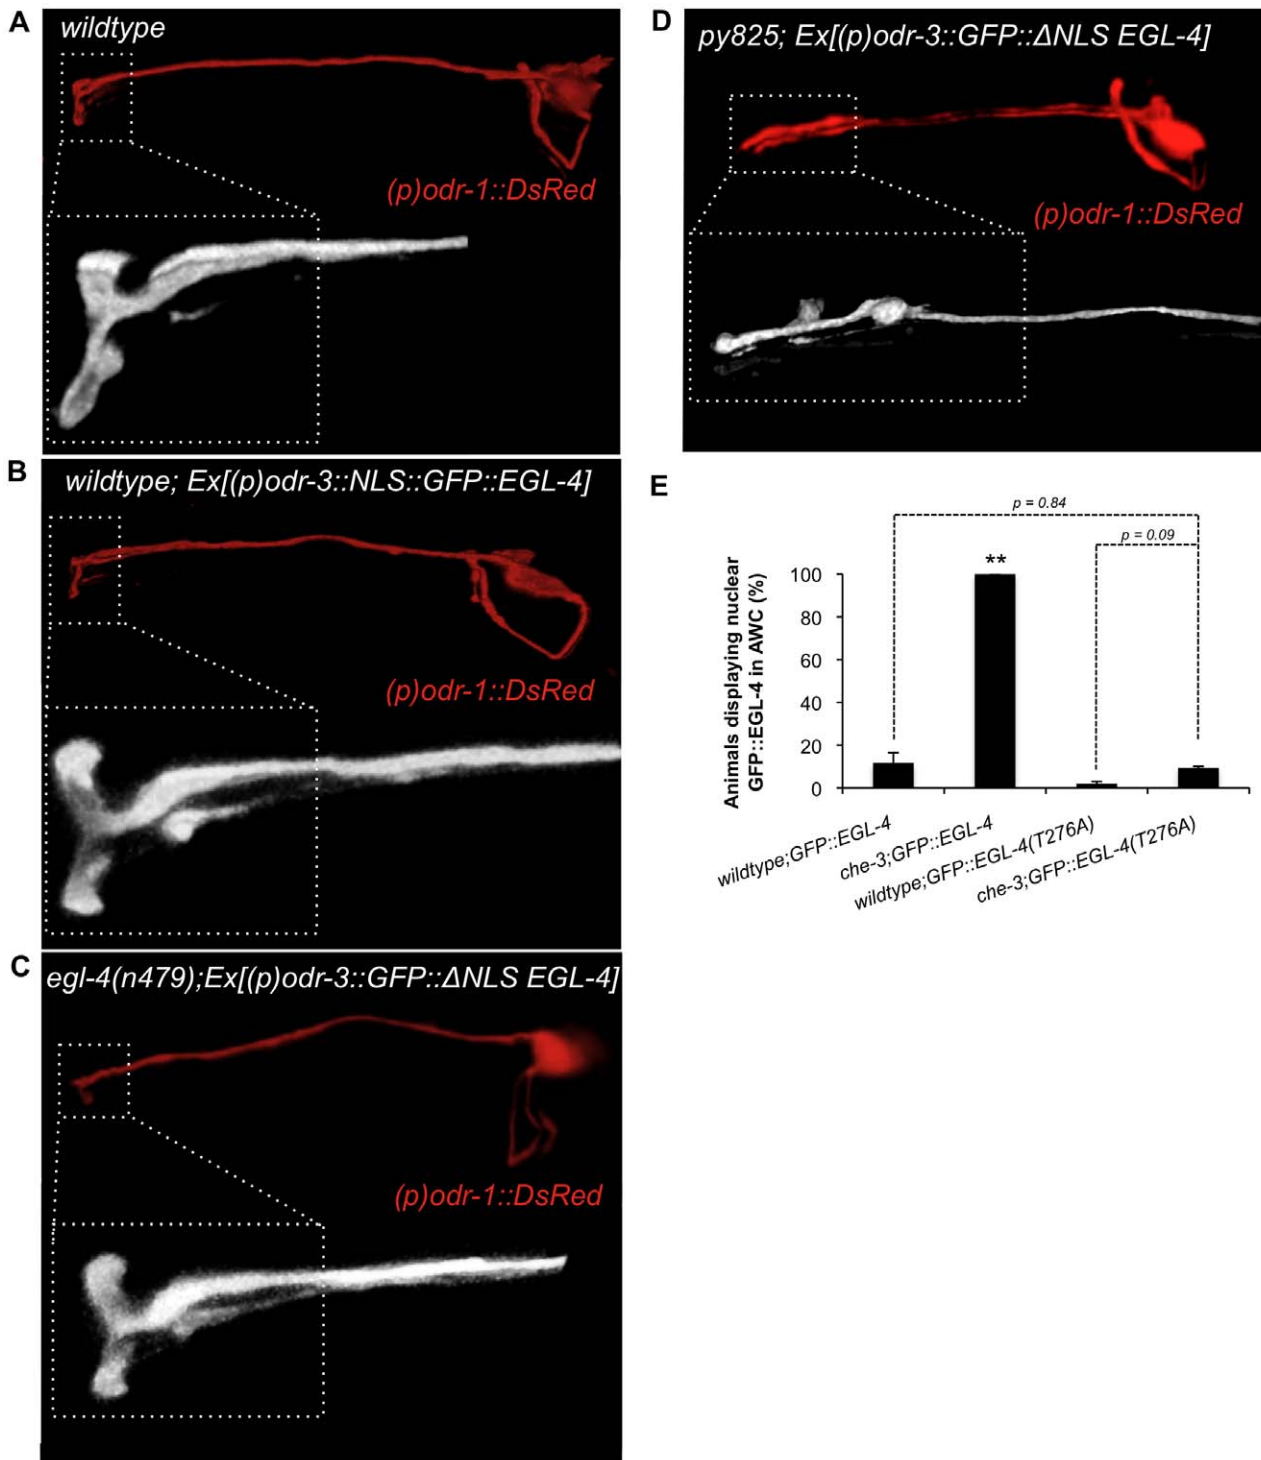 A
wildtype
(p)odr-1::DsRed
B
wildtype; Ex[(p)odr-3::NLS::GFP::EGL-4]
(p)odr-1::DsRed
C
egl-4(n479);Ex[(p)odr-3::GFP::ΔNLS EGL-4]
(p)odr-1::DsRed
D
py825; Ex[(p)odr-3::GFP::ΔNLS EGL-4]
(p)odr-1::DsRed
E
p = 0.84
p = 0.09
**
Animals displaying nuclear
GFP::EGL-4 in AWC (%)
100
80
60
40
20
0
wildtype;GFP::EGL-4
che-3;GFP::EGL-4
wildtype;GFP::EGL-4(T276A)
che-3;GFP::EGL-4(T276A)